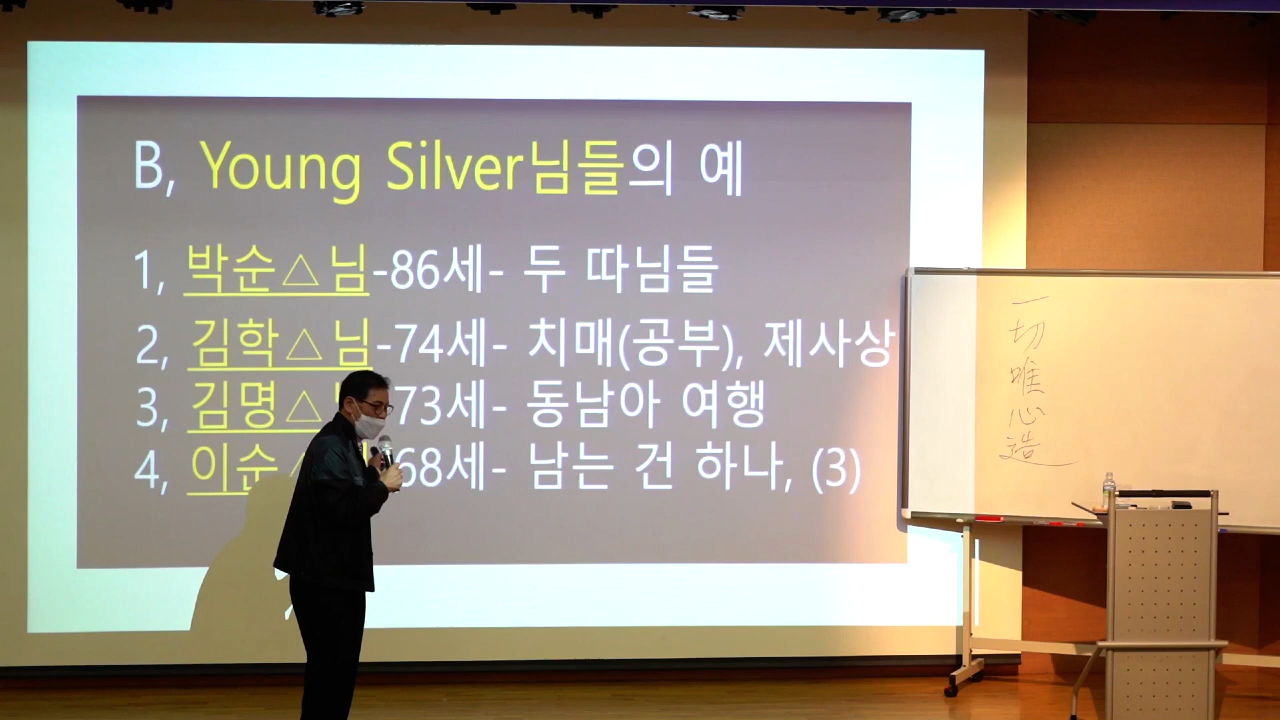 B, Young Silver님들의 예
1, 박순△님-86세- 두 따님들
2, 김학△님-74세- 치매(공부), 제사상
3, 김명△ 73세- 동남아 여행
4, 이순 68세- 남는 건 하나, (3)
一切唯心造